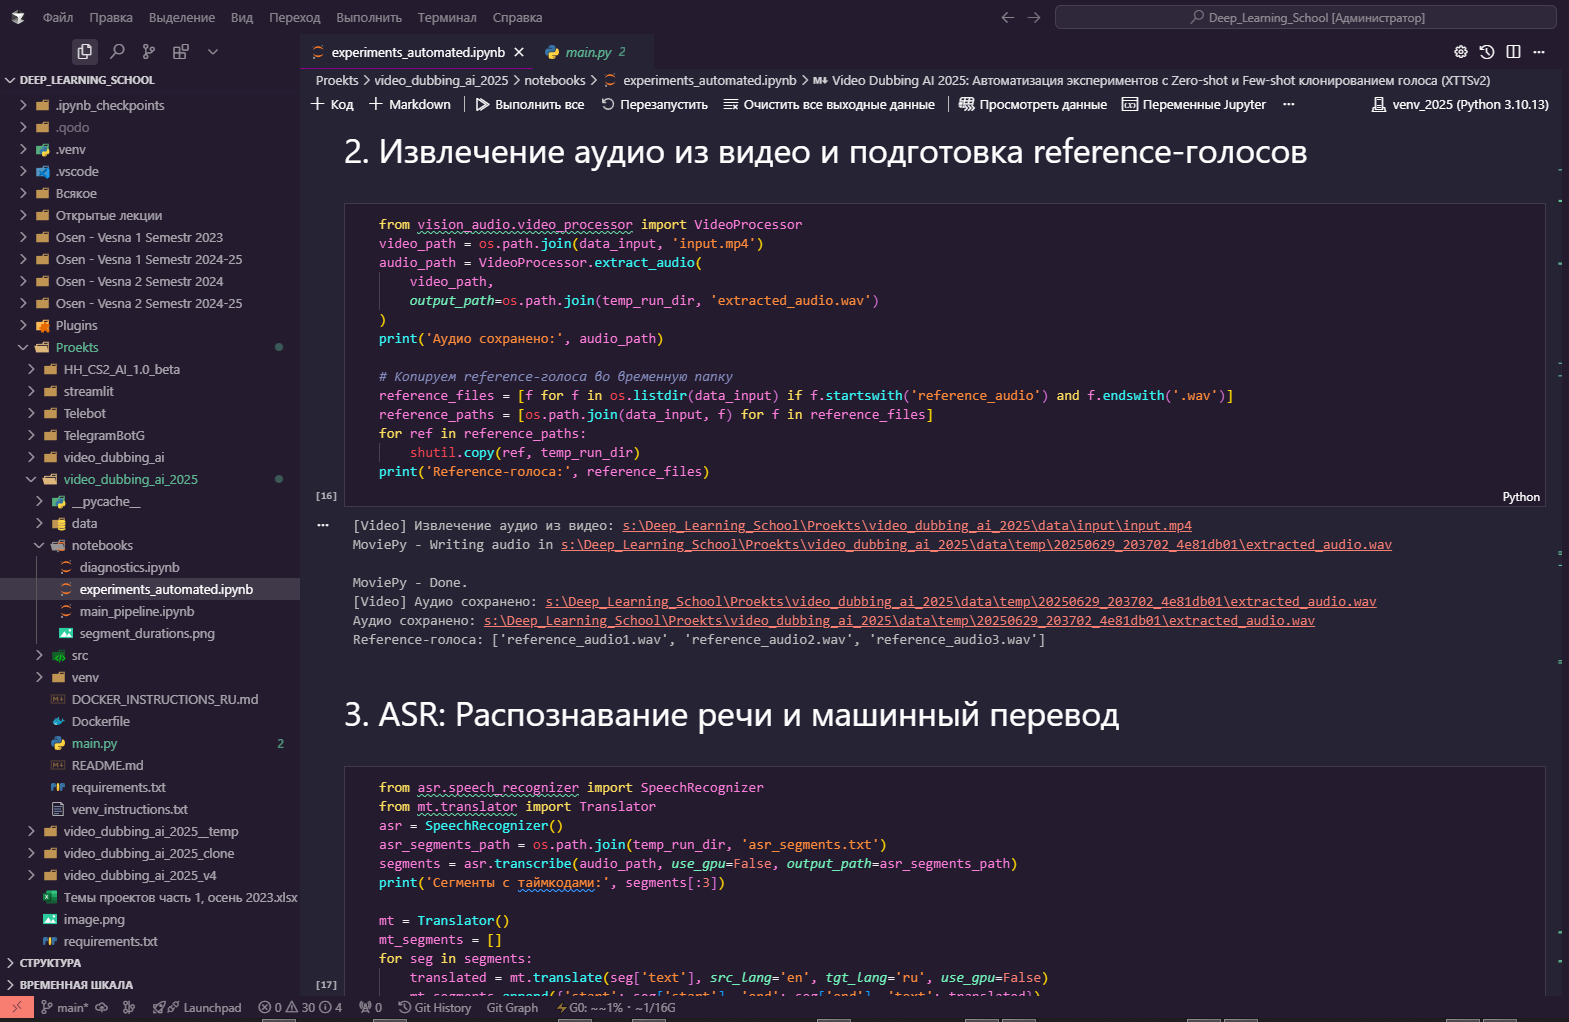 Файл Правка Выделение Вид Переход Выполнить Терминал Справка
Deep_Learning_School [Администратор]
experiments_automated.ipynb
main.py 2
DEEP_LEARNING_SCHOOL
.ipynb_checkpoints
.qodo
.venv
.vscode
Всякое
Открытые лекции
Osen - Vesna 1 Semestr 2023
Osen - Vesna 1 Semestr 2024-25
Osen - Vesna 2 Semestr 2024
Osen - Vesna 2 Semestr 2024-25
Plugins
Proekts
HH_CS2_AI_1.0_beta
streamlit
Telebot
TelegramBotG
video_dubbing_ai
video_dubbing_ai_2025
__pycache__
data
notebooks
diagnostics.ipynb
experiments_automated.ipynb
main_pipeline.ipynb
segment_durations.png
src
venv
DOCKER_INSTRUCTIONS_RU.md
Dockerfile
main.py 2
README.md
requirements.txt
venv_instructions.txt
video_dubbing_ai_2025__temp
video_dubbing_ai_2025_clone
video_dubbing_ai_2025_v4
Темы проектов часть 1, осень 2023.xlsx
image.png
requirements.txt
СТРУКТУРА
ВРЕМЕННАЯ ШКАЛА
Proekts > video_dubbing_ai_2025 > notebooks > experiments_automated.ipynb > M↓ Video Dubbing AI 2025: Автоматизация экспериментов с Zero-shot и Few-shot клонированием голоса (XTTSv2)
Код Markdown Выполнить все Перезапустить Очистить все выходные данные Просмотреть данные Переменные Jupyter ... venv_2025 (Python 3.10.13)
2. Извлечение аудио из видео и подготовка reference-голосов
from vision_audio.video_processor import VideoProcessor
video_path = os.path.join(data_input, 'input.mp4')
audio_path = VideoProcessor.extract_audio(
video_path,
output_path=os.path.join(temp_run_dir, 'extracted_audio.wav')
)
print('Аудио сохранено:', audio_path)
# Копируем reference-голоса во временную папку
reference_files = [f for f in os.listdir(data_input) if f.startswith('reference_audio') and f.endswith('.wav')]
reference_paths = [os.path.join(data_input, f) for f in reference_files]
for ref in reference_paths:
shutil.copy(ref, temp_run_dir)
print('Reference-голоса:', reference_files)
[16]
Python
[Video] Извлечение аудио из видео: s:\Deep_Learning_School\Proekts\video_dubbing_ai_2025\data\input\input.mp4
MoviePy - Writing audio in s:\Deep_Learning_School\Proekts\video_dubbing_ai_2025\data\temp\20250629_203702_4e81db01\extracted_audio.wav
MoviePy - Done.
[Video] Аудио сохранено: s:\Deep_Learning_School\Proekts\video_dubbing_ai_2025\data\temp\20250629_203702_4e81db01\extracted_audio.wav
Аудио сохранено: s:\Deep_Learning_School\Proekts\video_dubbing_ai_2025\data\temp\20250629_203702_4e81db01\extracted_audio.wav
Reference-голоса: ['reference_audio1.wav', 'reference_audio2.wav', 'reference_audio3.wav']
3. ASR: Распознавание речи и машинный перевод
from asr.speech_recognizer import SpeechRecognizer
from mt.translator import Translator
asr = SpeechRecognizer()
asr_segments_path = os.path.join(temp_run_dir, 'asr_segments.txt')
segments = asr.transcribe(audio_path, use_gpu=False, output_path=asr_segments_path)
print('Сегменты с таймкодами:', segments[:3])
mt = Translator()
mt_segments = []
for seg in segments:
translated = mt.translate(seg['text'], src_lang='en', tgt_lang='ru', use_gpu=False)
mt_segments.append({'start': seg['start'], 'end': seg['end'], 'text': translated})
[17]
main* Launchpad 0 30 4 0 Git History Git Graph G0: ~~1% · ~1/16G